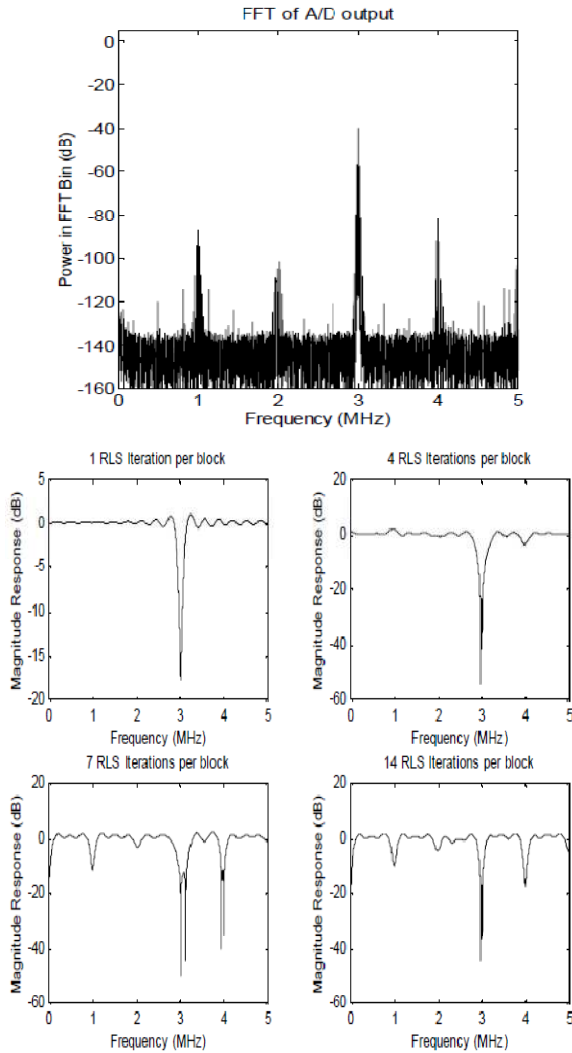 FFT of A/D output
Power in FFT Bin (dB)
0
-20
-40
-60
-80
-100
-120
-140
-160
0 1 2 3 4 5
Frequency (MHz)
1 RLS Iteration per block
Magnitude Response (dB)
5
0
-5
-10
-15
-20
0 1 2 3 4 5
Frequency (MHz)
4 RLS Iterations per block
Magnitude Response (dB)
20
0
-20
-40
-60
0 1 2 3 4 5
Frequency (MHz)
7 RLS Iterations per block
Magnitude Response (dB)
20
0
-20
-40
-60
0 1 2 3 4 5
Frequency (MHz)
14 RLS Iterations per block
Magnitude Response (dB)
20
0
-20
-40
-60
0 1 2 3 4 5
Frequency (MHz)